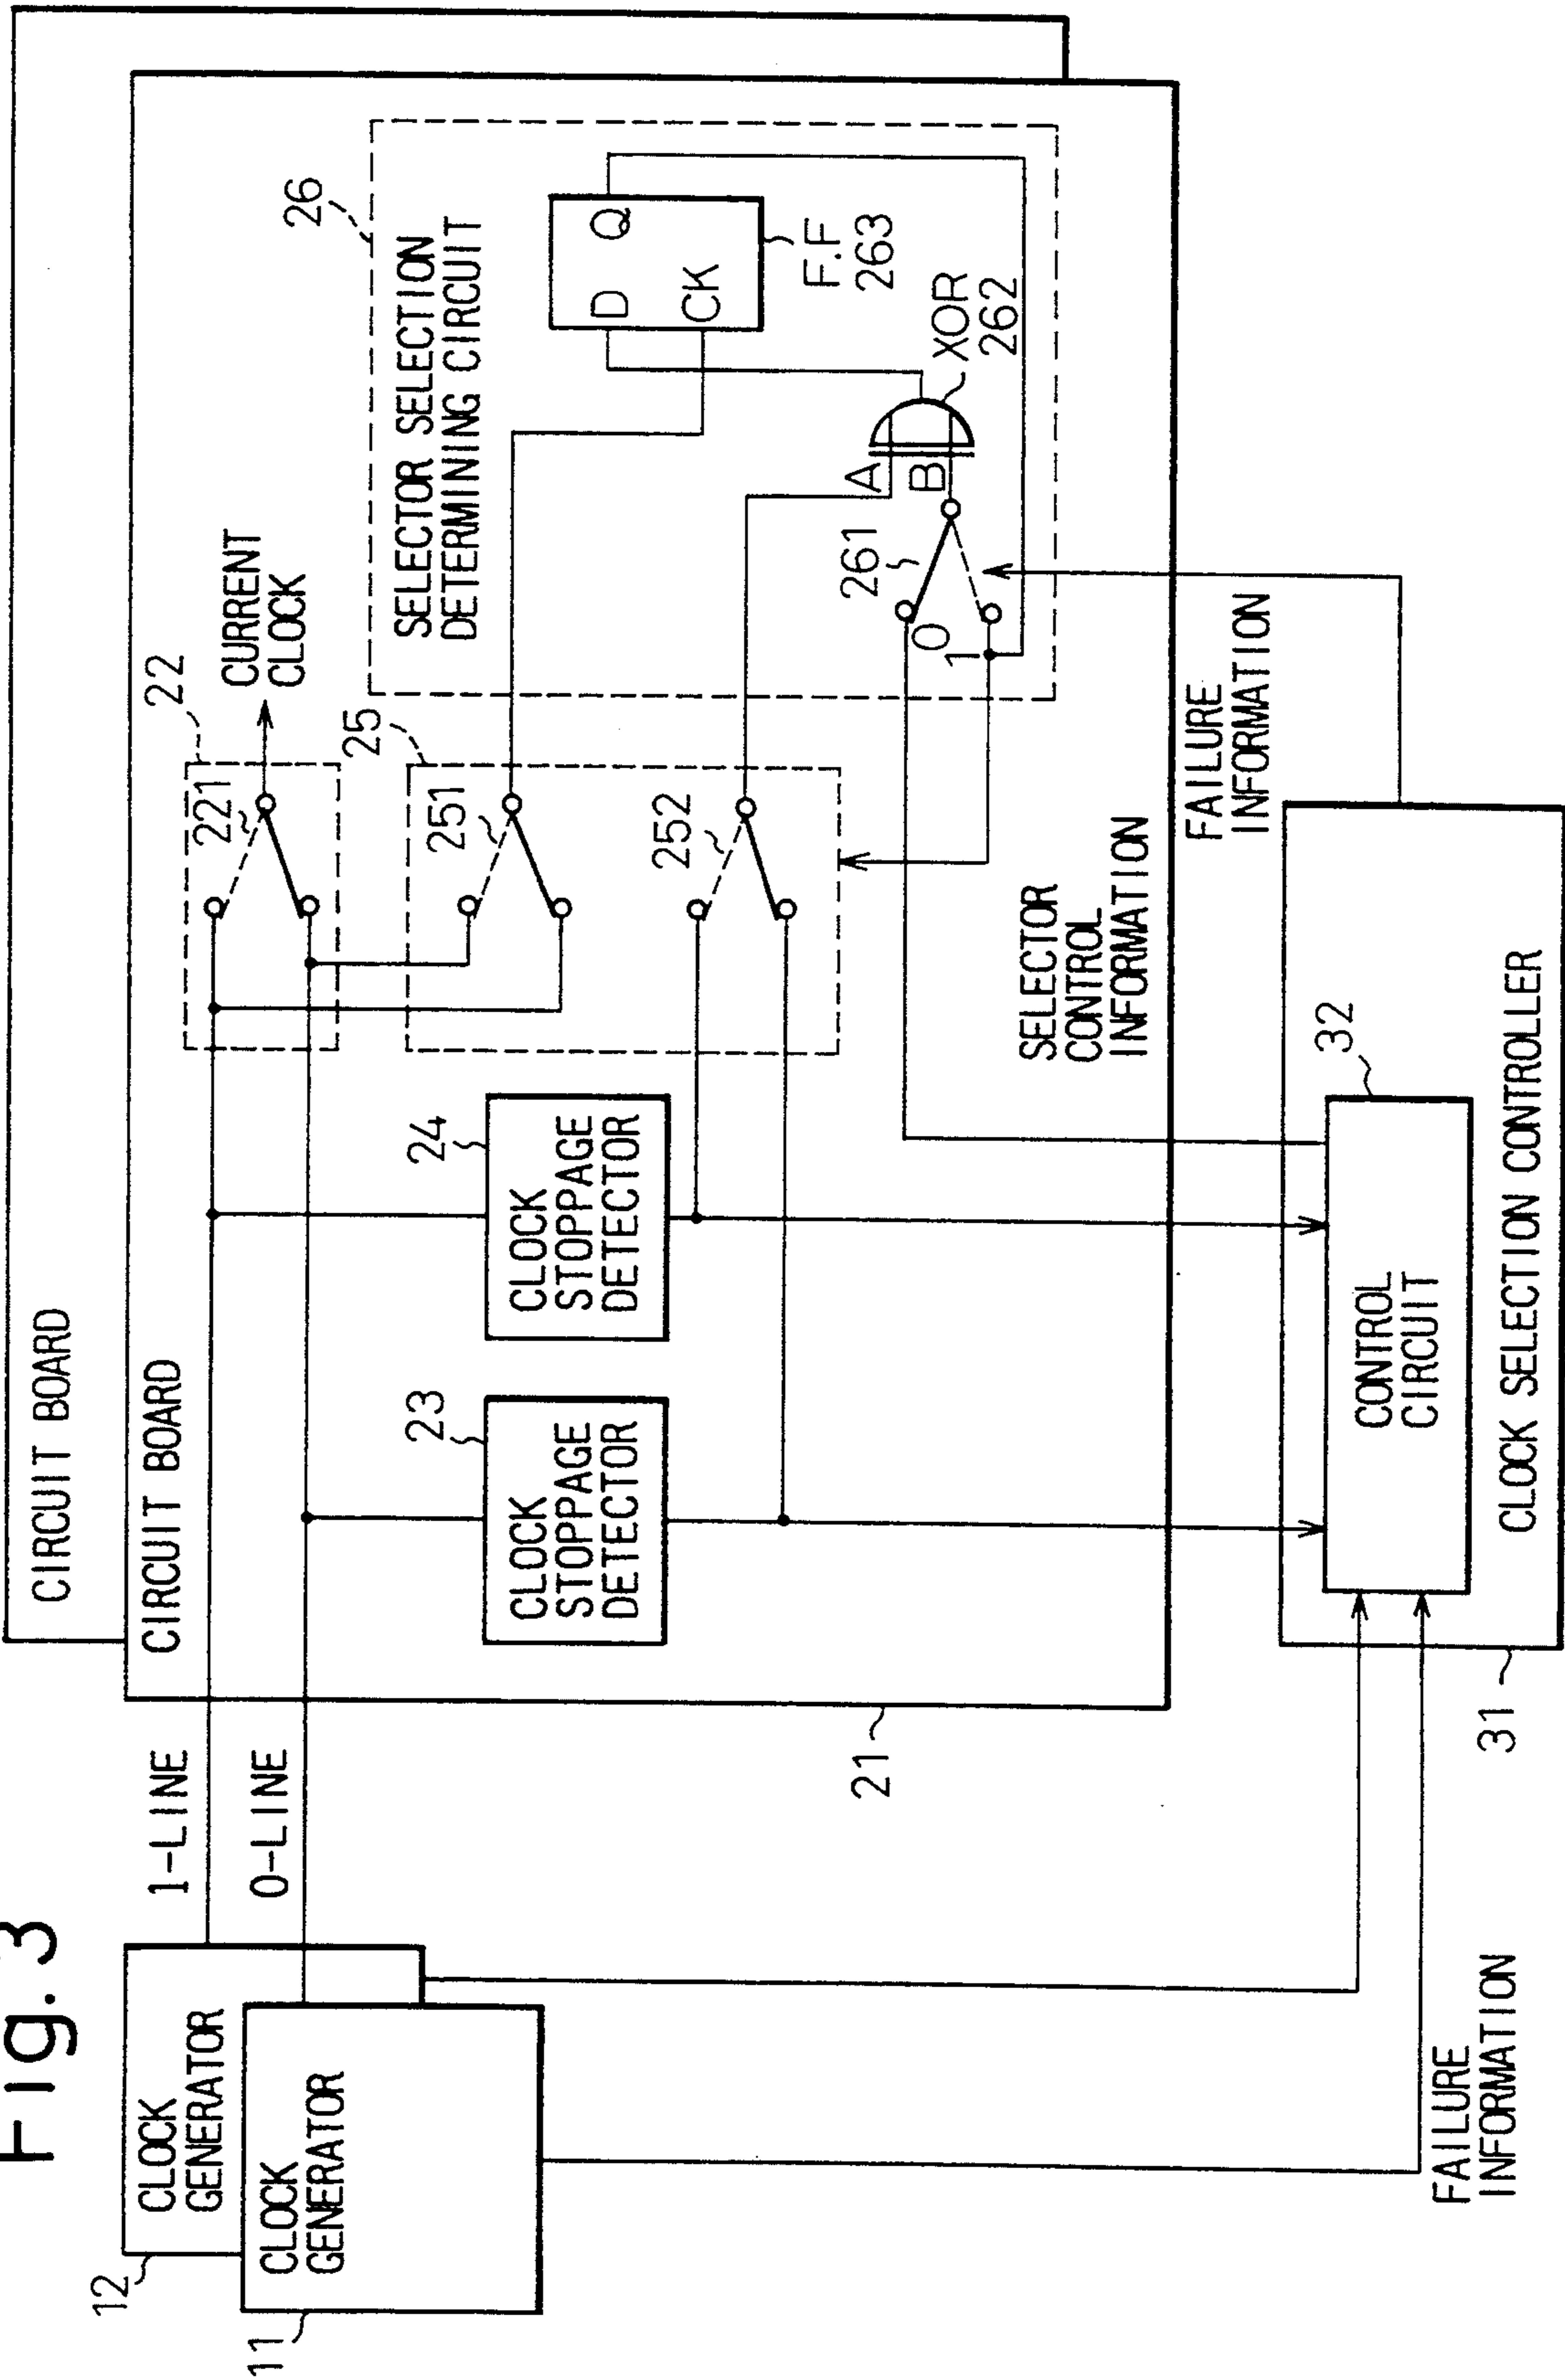 Fig. 3
12
CLOCK
GENERATOR
11
CLOCK
GENERATOR
1-LINE
0-LINE
FAILURE
INFORMATION
CIRCUIT BOARD
CIRCUIT BOARD
21
23
CLOCK
STOPPAGE
DETECTOR
24
CLOCK
STOPPAGE
DETECTOR
22
221
CURRENT
CLOCK
25
251
252
26
SELECTOR SELECTION
DETERMINING CIRCUIT
D
Q
CK
F.F
263
XOR
262
A
B
261
0
1
SELECTOR
CONTROL
INFORMATION
FAILURE
INFORMATION
32
CONTROL
CIRCUIT
CLOCK SELECTION CONTROLLER
31